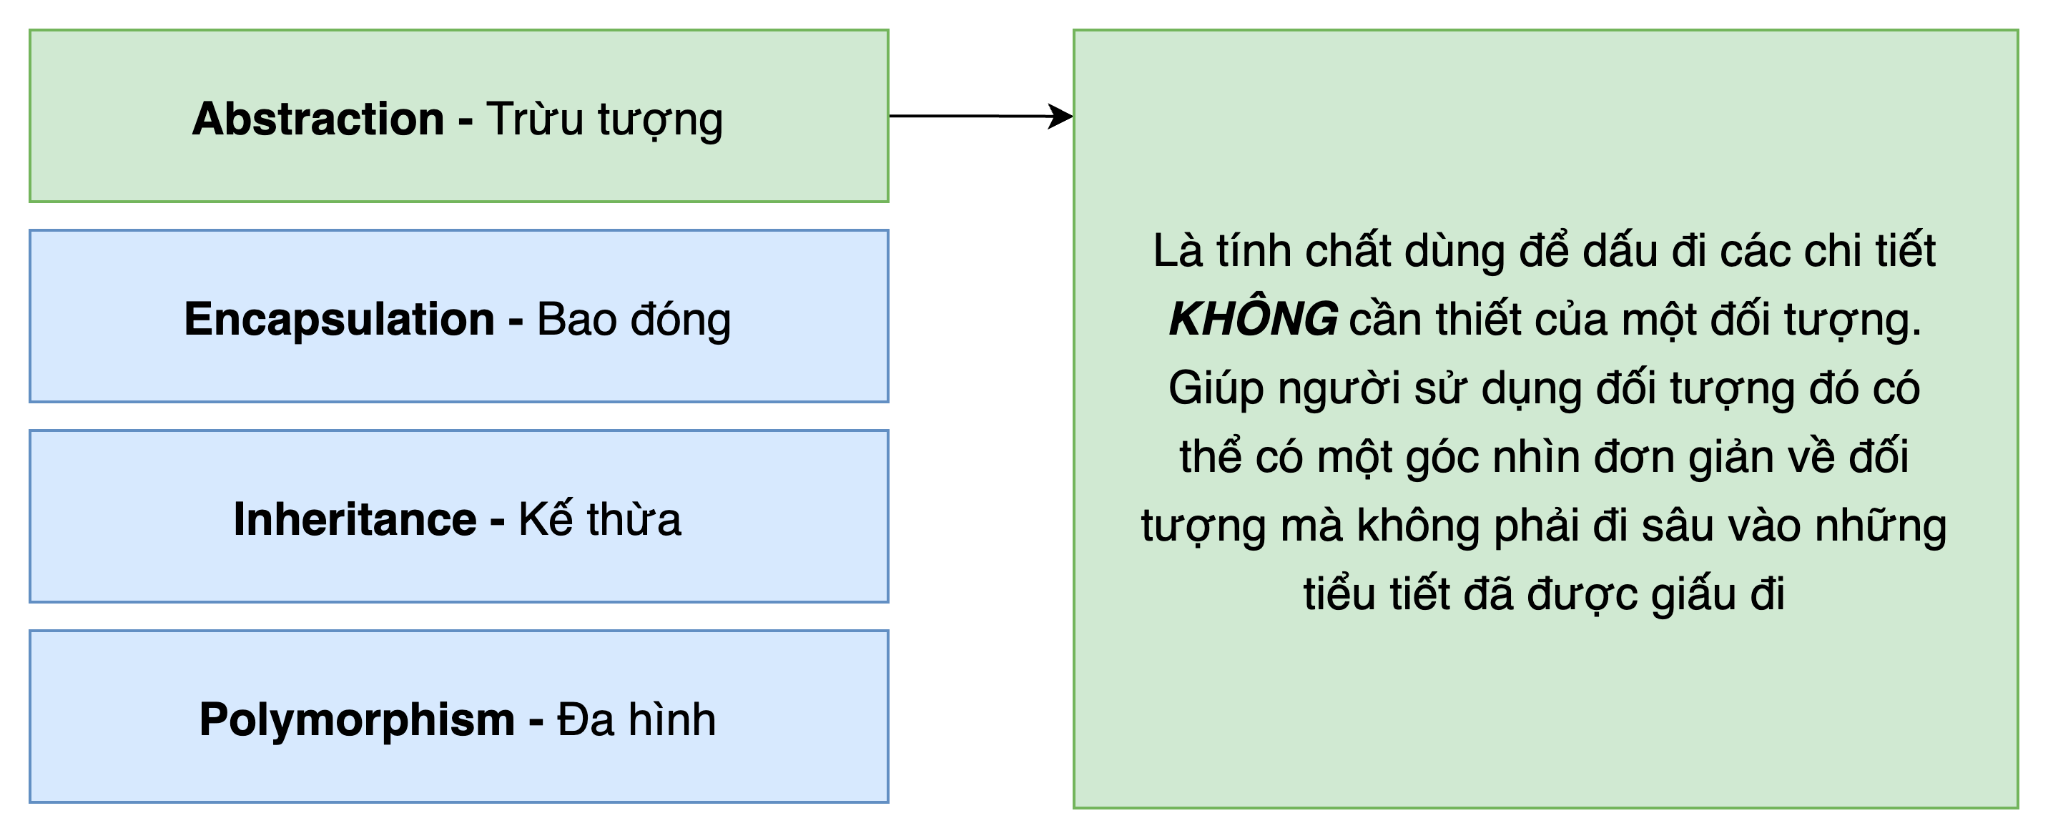 Abstraction - Trừu tượng
Encapsulation - Bao đóng
Inheritance - Kế thừa
Polymorphism - Đa hình
Là tính chất dùng để dấu đi các chi tiết
KHÔNG cần thiết của một đối tượng.
Giúp người sử dụng đối tượng đó có
thể có một góc nhìn đơn giản về đối
tượng mà không phải đi sâu vào những
tiểu tiết đã được giấu đi